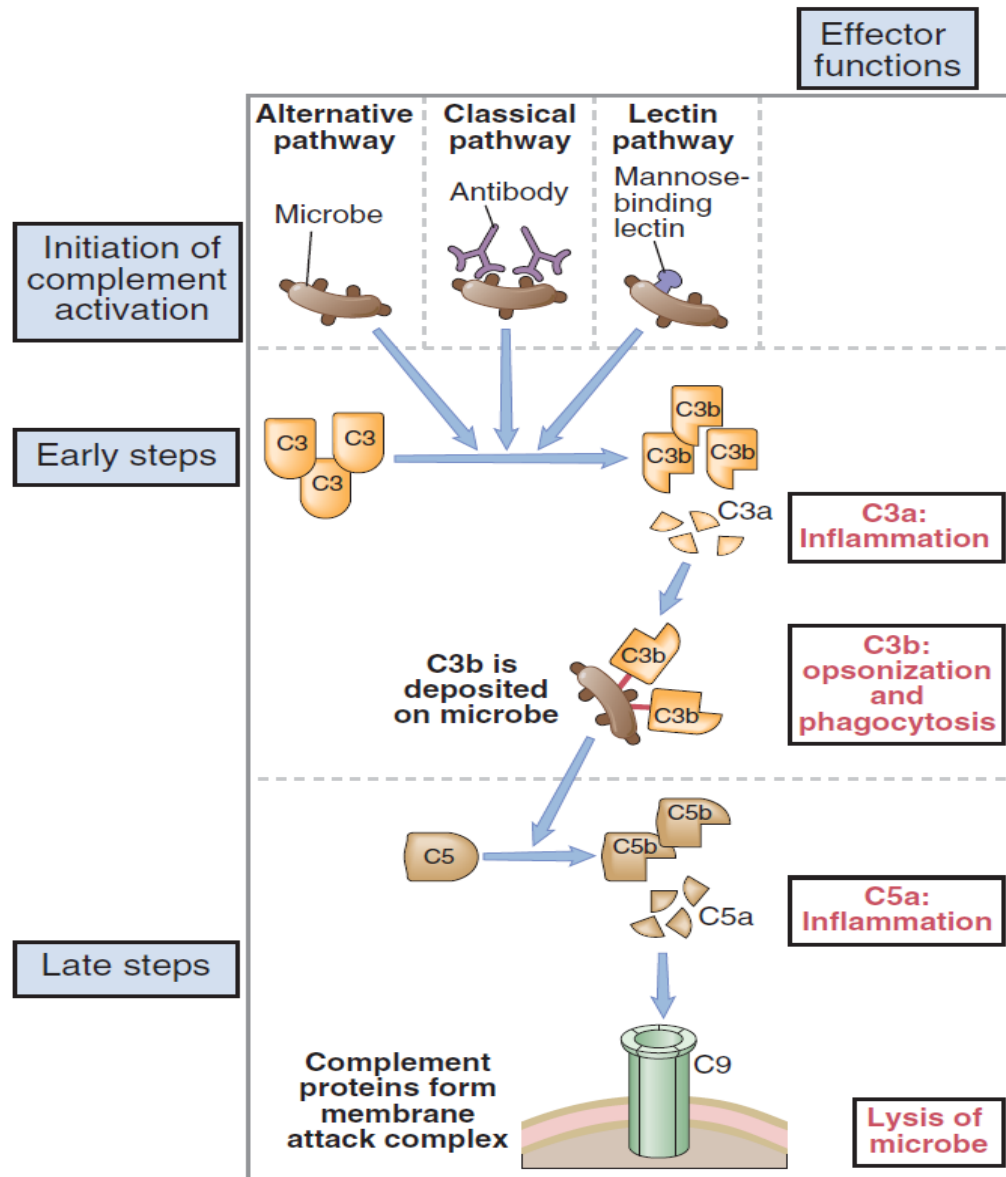 Effector
functions
Alternative
pathway
Classical
pathway
Lectin
pathway
Microbe
Antibody
Mannose-
binding
lectin
Initiation of
complement
activation
Early steps
C3
C3
C3
C3b
C3b
C3b
C3a
C3a:
Inflammation
C3b is
deposited
on microbe
C3b
C3b
C3b:
opsonization
and
phagocytosis
C5
C5b
C5b
C5a
C5a:
Inflammation
Late steps
Complement
proteins form
membrane
attack complex
C9
Lysis of
microbe